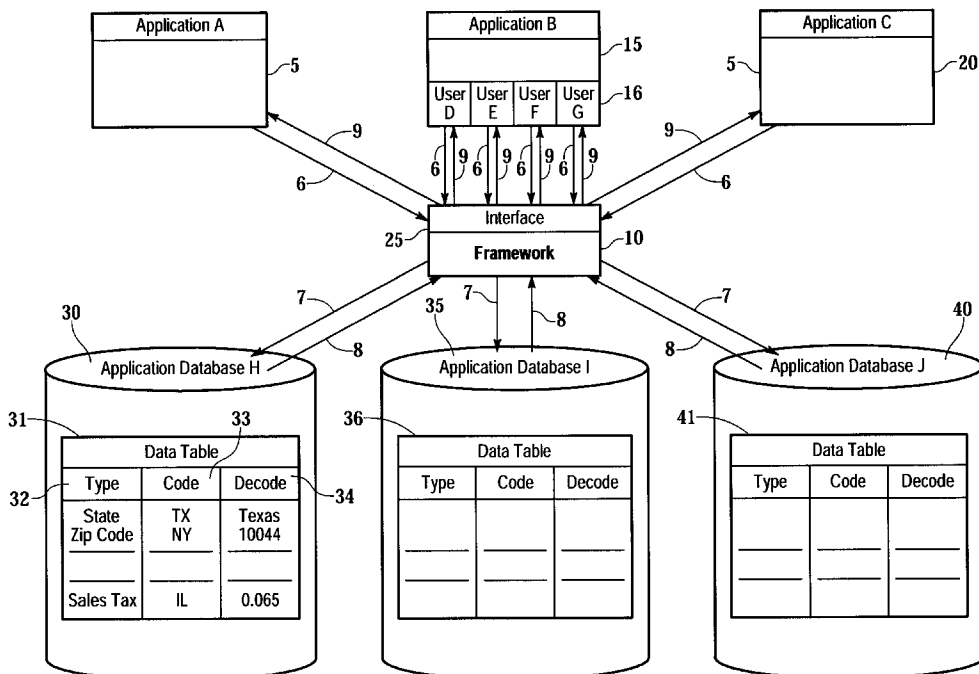 Application A
5
Application B
15
User D
User E
User F
User G
16
Application C
5
20
9
6
6
9
6
9
6
9
6
9
9
6
Interface
25
Framework
10
7
8
7
8
7
8
30
Application Database H
35
Application Database I
40
Application Database J
31
33
Data Table
32
Type
Code
Decode
34
State
TX
Texas
Zip Code
NY
10044
Sales Tax
IL
0.065
36
Data Table
Type
Code
Decode
41
Data Table
Type
Code
Decode